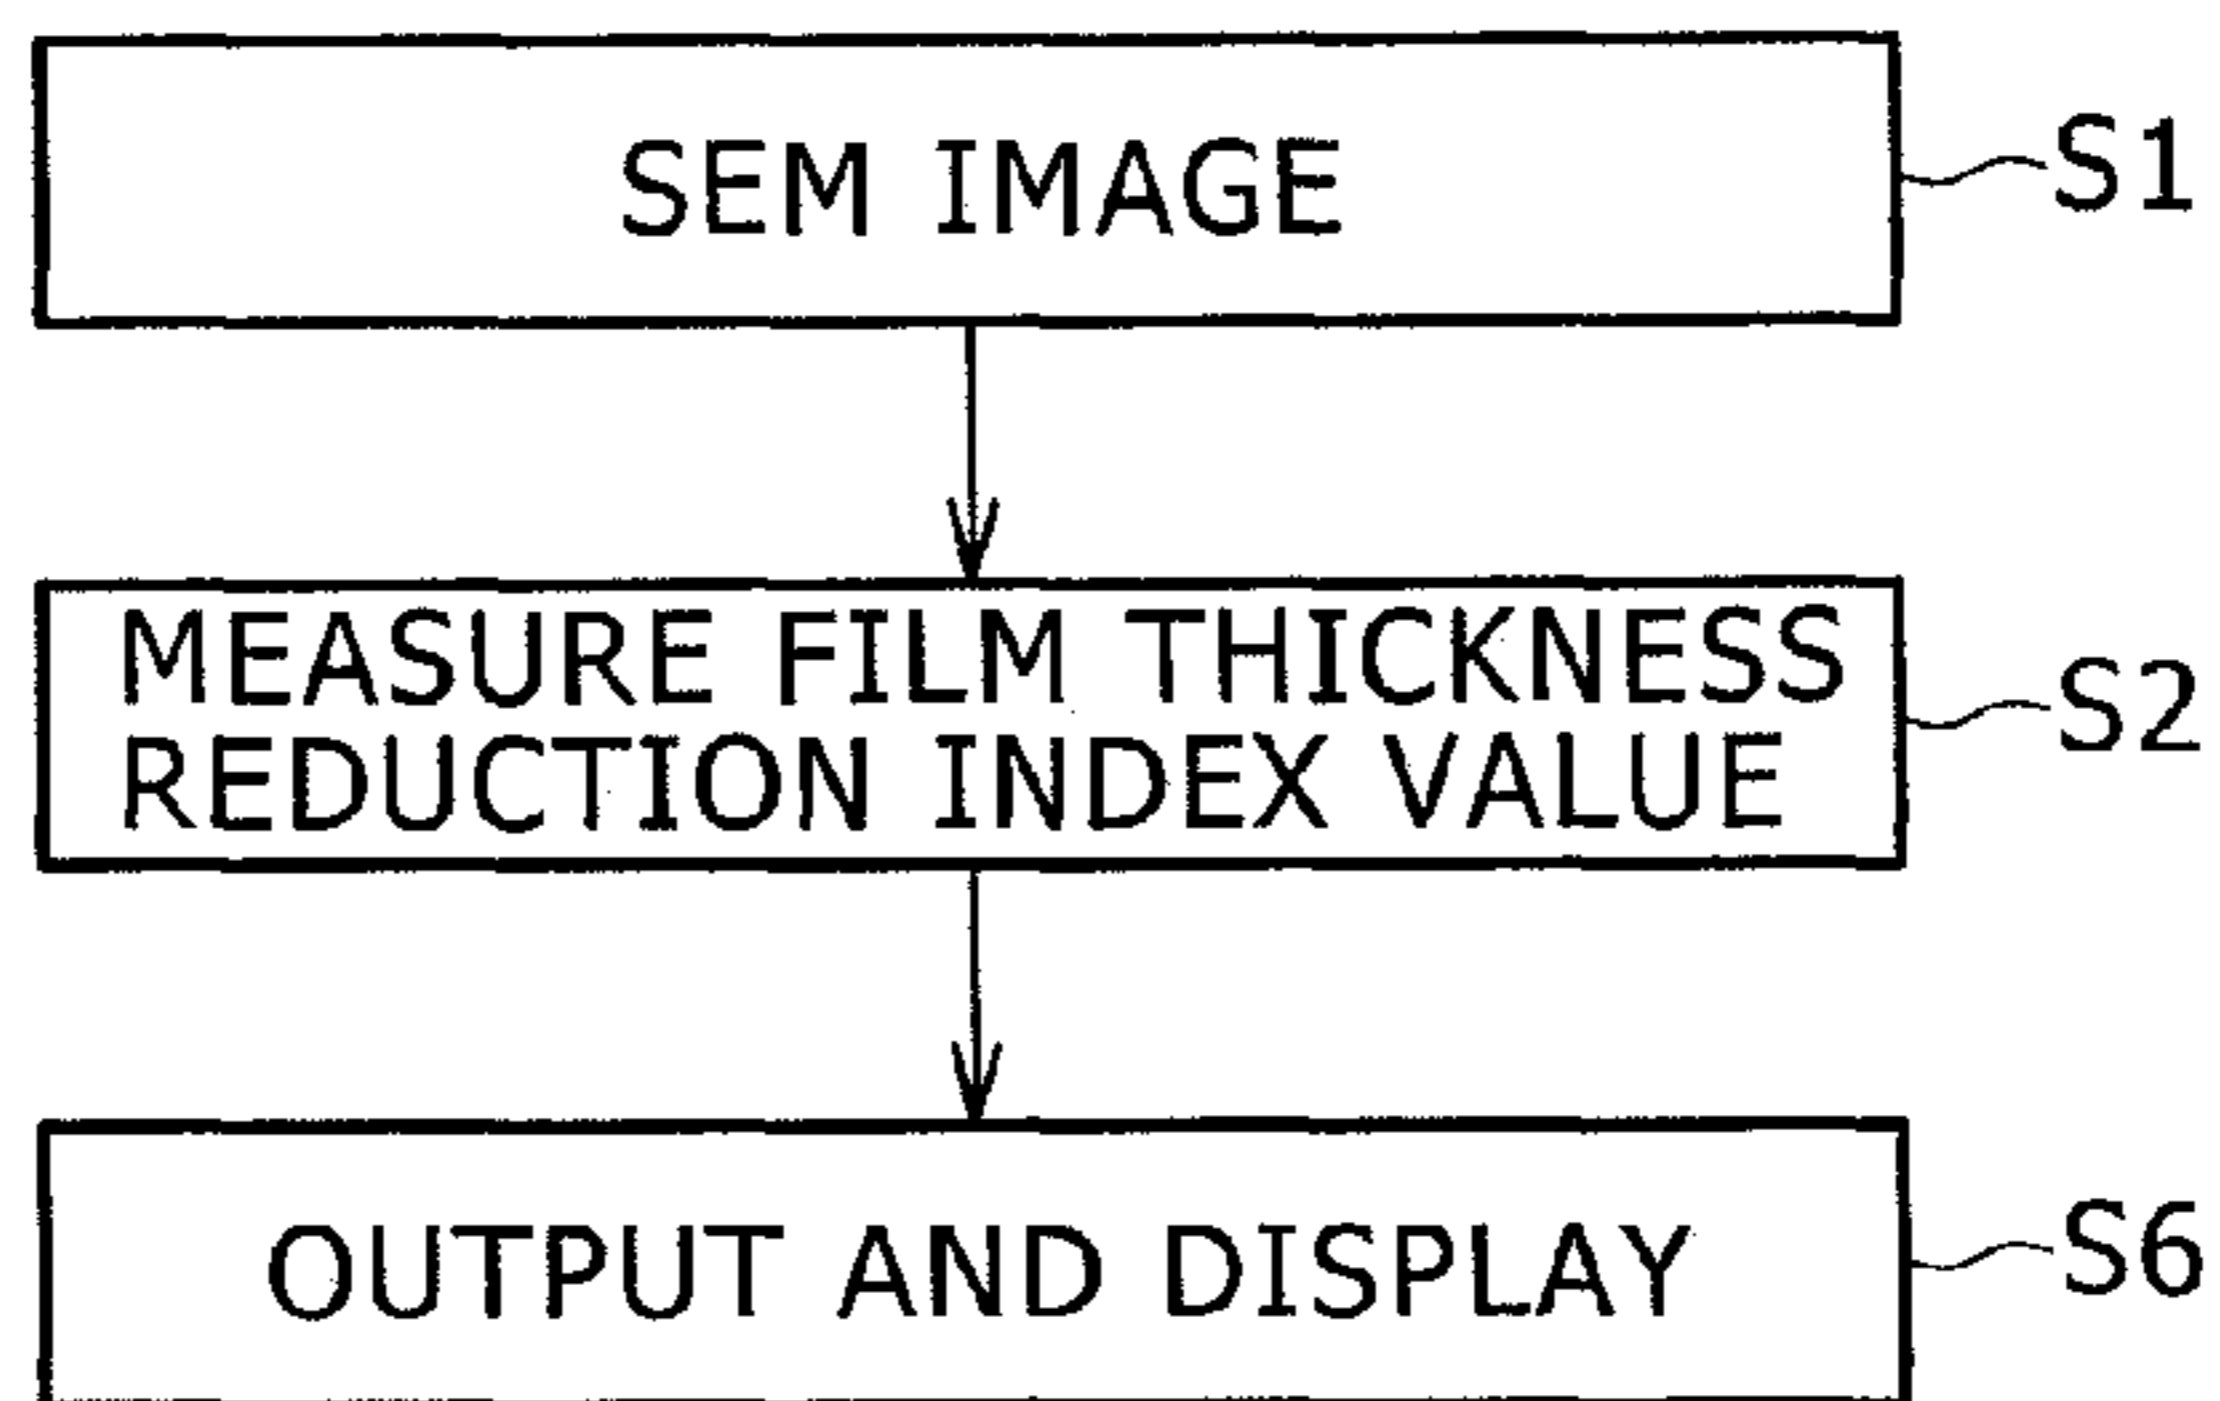 SEM IMAGE
S1
MEASURE FILM THICKNESS
REDUCTION INDEX VALUE
S2
OUTPUT AND DISPLAY
S6